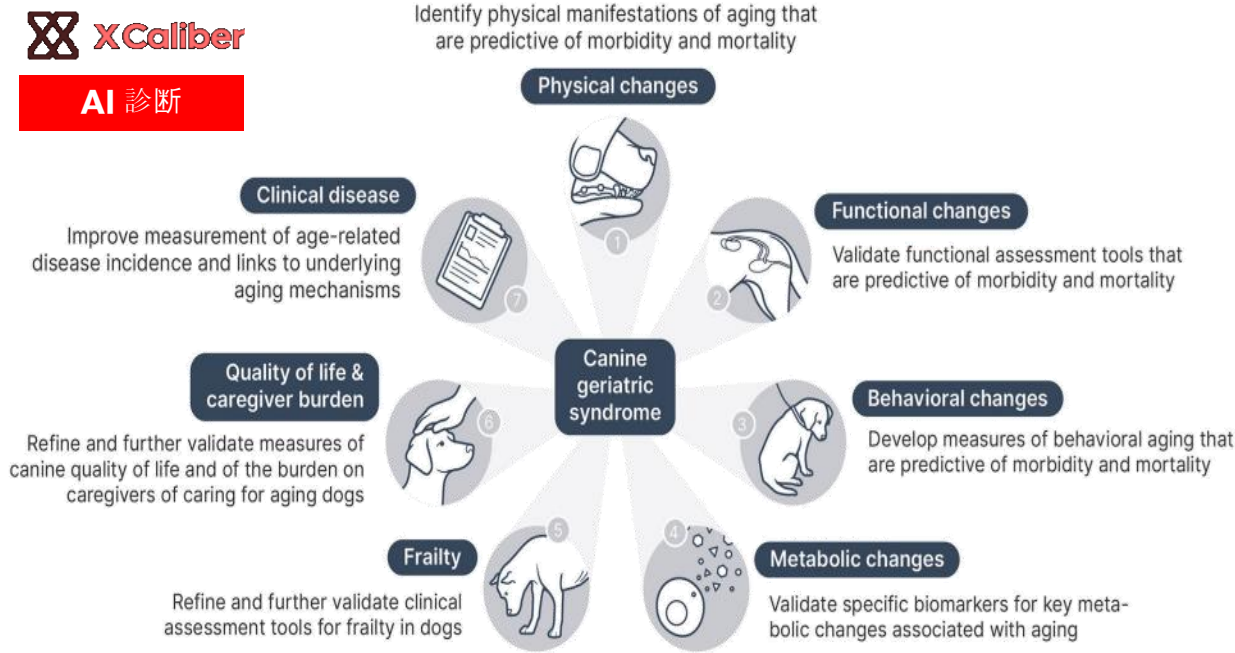 XCaliber
AI 診断
Identify physical manifestations of aging that
are predictive of morbidity and mortality
Physical changes
1
Functional changes
Validate functional assessment tools that
are predictive of morbidity and mortality
2
Behavioral changes
Develop measures of behavioral aging that
are predictive of morbidity and mortality
3
Metabolic changes
Validate specific biomarkers for key meta-
bolic changes associated with aging
4
Frailty
Refine and further validate clinical
assessment tools for frailty in dogs
5
Quality of life &
caregiver burden
Refine and further validate measures of
canine quality of life and of the burden on
caregivers of caring for aging dogs
6
Clinical disease
Improve measurement of age-related
disease incidence and links to underlying
aging mechanisms
7
Canine
geriatric
syndrome